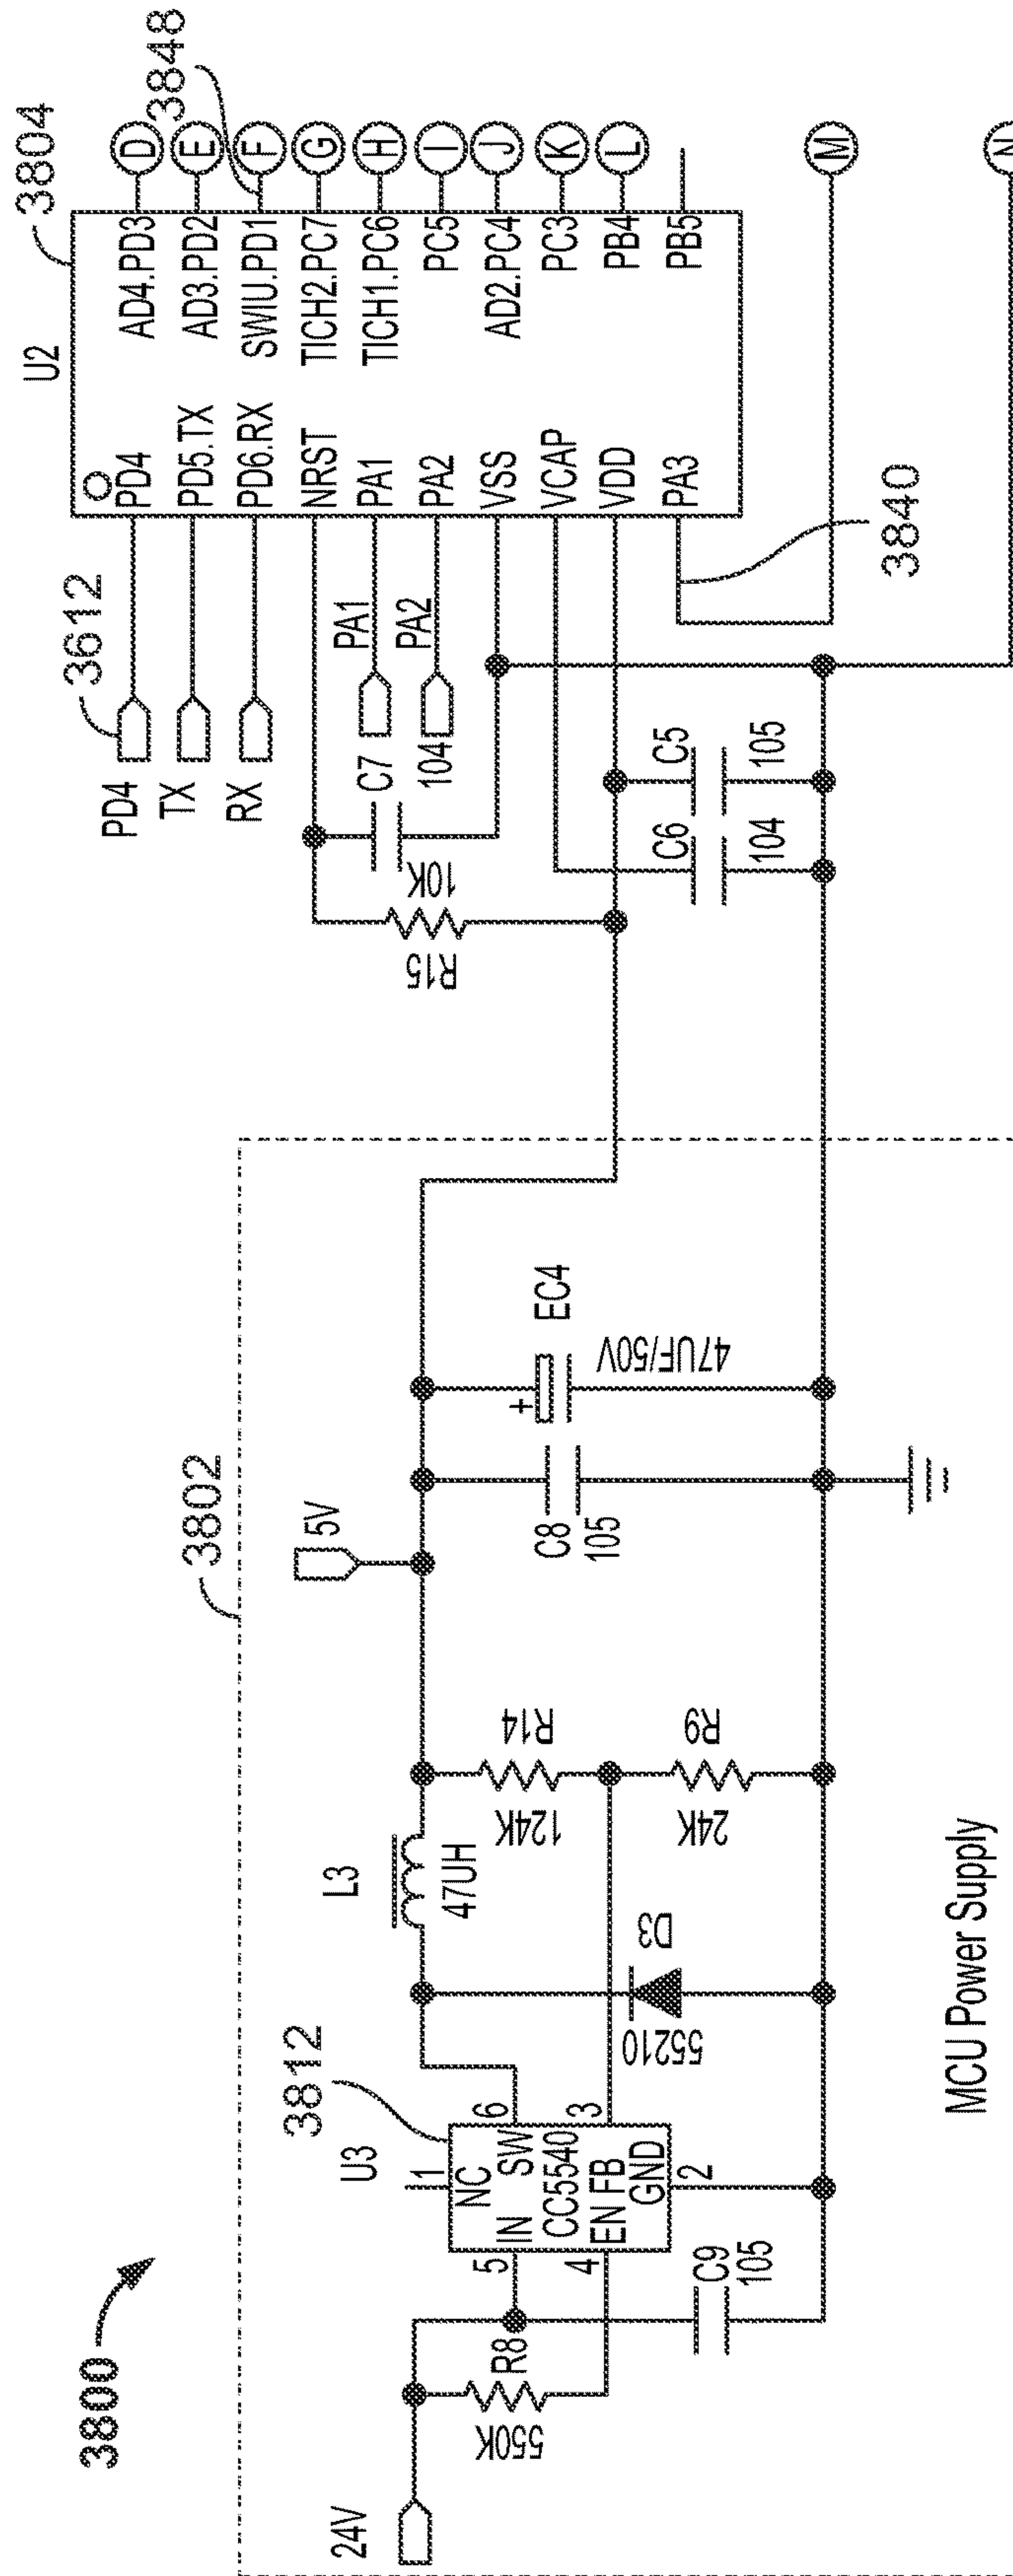 3800
3802
3804
3812
3612
3848
3840
24V
R8
550K
U3
1
NC
IN
SW
CC5540
EN FB
GND
5
6
4
3
2
C9
105
L3
47UH
D3
55210
R14
124K
R9
24K
5V
C8
105
+
EC4
47UF/50V
MCU Power Supply
R15
10K
C7
104
C6
104
C5
105
PD4
TX
RX
PA1
PA2
U2
PD4
PD5.TX
PD6.RX
NRST
PA1
PA2
VSS
VCAP
VDD
PA3
AD4.PD3
AD3.PD2
SWIU.PD1
TICH2.PC7
TICH1.PC6
PC5
AD2.PC4
PC3
PB4
PB5
D
E
F
G
H
I
J
K
L
M
N